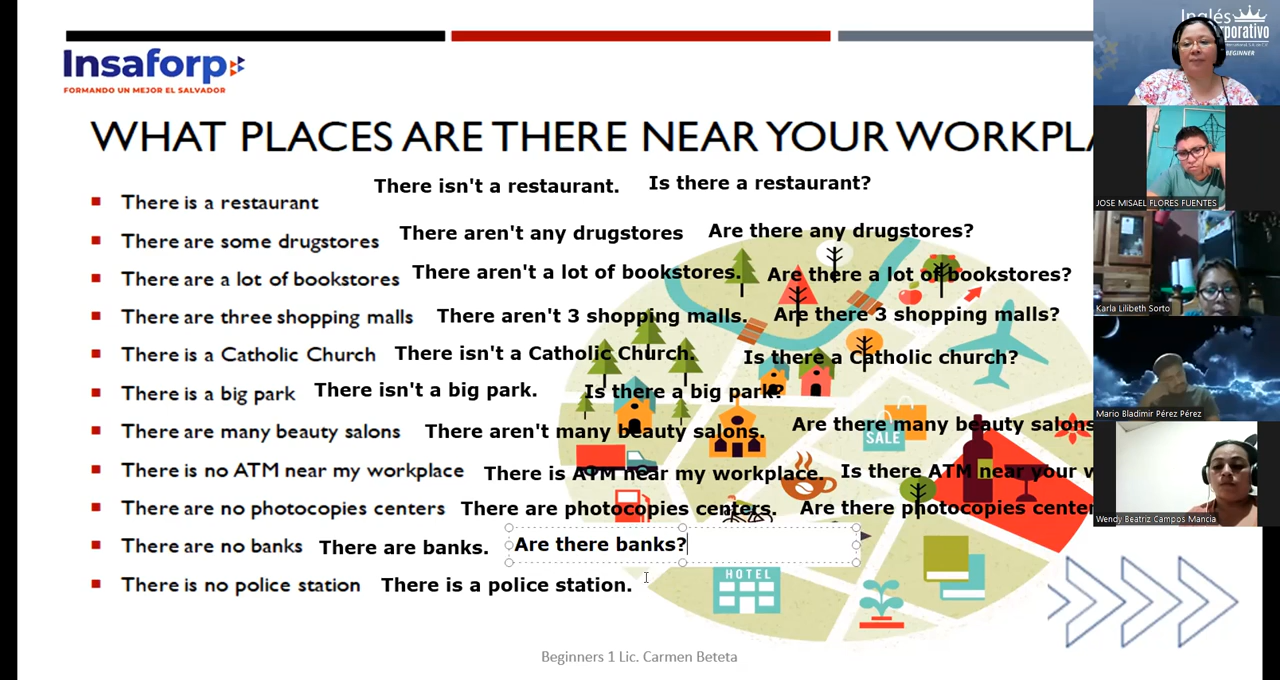 Insaforp
FORMANDO UN MEJOR EL SALVADOR
WHAT PLACES ARE THERE NEAR YOUR WORKPLA
There is a restaurant There isn't a restaurant. Is there a restaurant?
There are some drugstores There aren't any drugstores Are there any drugstores?
There are a lot of bookstores There aren't a lot of bookstores. Are there a lot of bookstores?
There are three shopping malls There aren't 3 shopping malls. Are there 3 shopping malls?
There is a Catholic Church There isn't a Catholic Church. Is there a Catholic church?
There is a big park There isn't a big park. Is there a big park?
There are many beauty salons There aren't many beauty salons. Are there many beauty salons
There is no ATM near my workplace There is ATM near my workplace. Is there ATM near your w
There are no photocopies centers There are photocopies centers. Are there photocopies center
There are no banks There are banks. Are there banks?
There is no police station There is a police station.
SALE
HOTEL
Beginners 1 Lic. Carmen Beteta
Inglés
orporativo
BEGINNER
JOSE MISAEL FLORES FUENTES
Karla Lilibeth Sorto
Mario Bladimir Pérez Pérez
Wendy Beatriz Campos Mancia